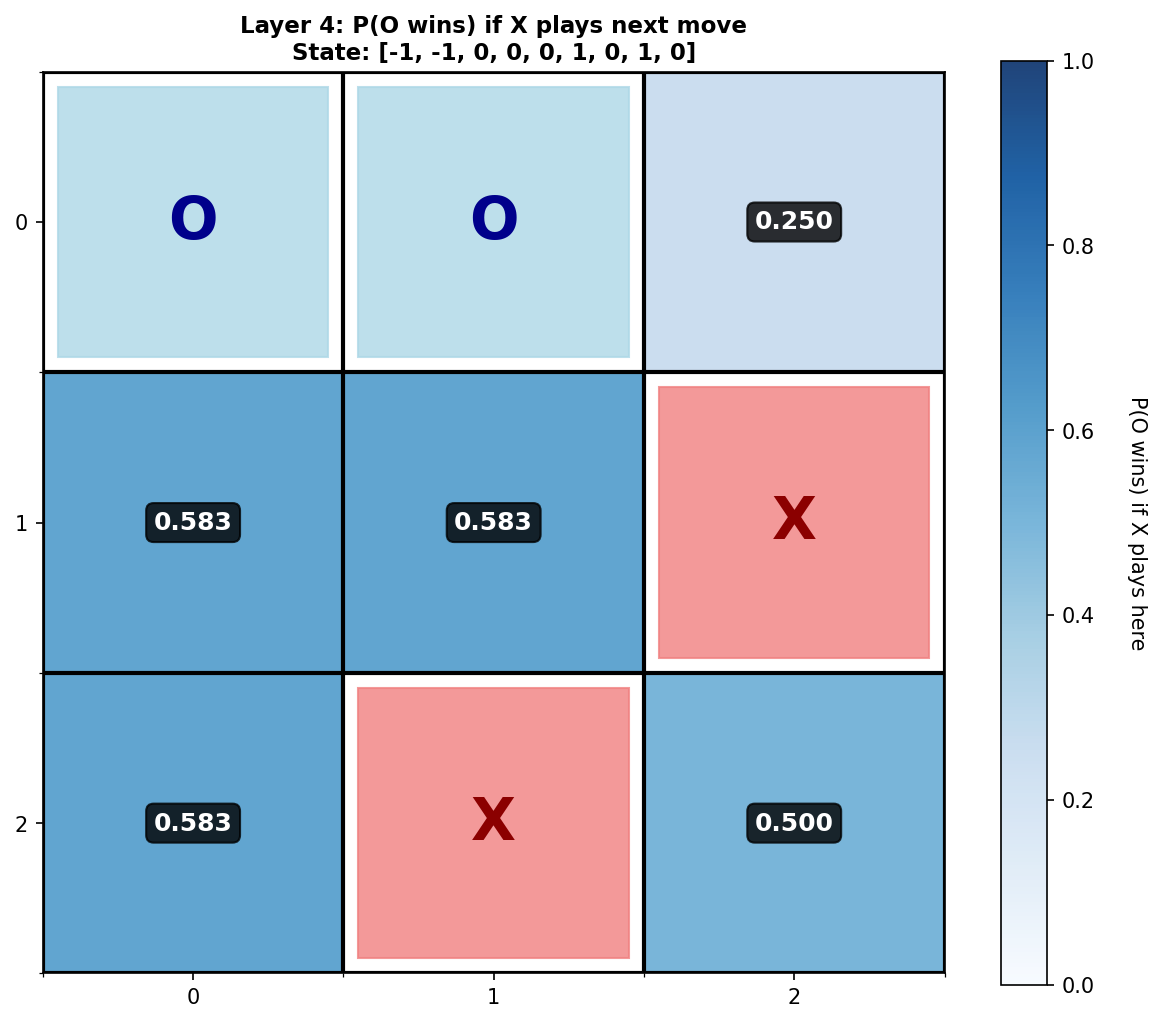 Layer 4: P(O wins) if X plays next move
State: [-1, -1, 0, 0, 0, 1, 0, 1, 0]
0
O
O
0.250
1
0.583
0.583
X
2
0.583
X
0.500
0
1
2
1.0
0.8
0.6
0.4
0.2
0.0
P(O wins) if X plays here